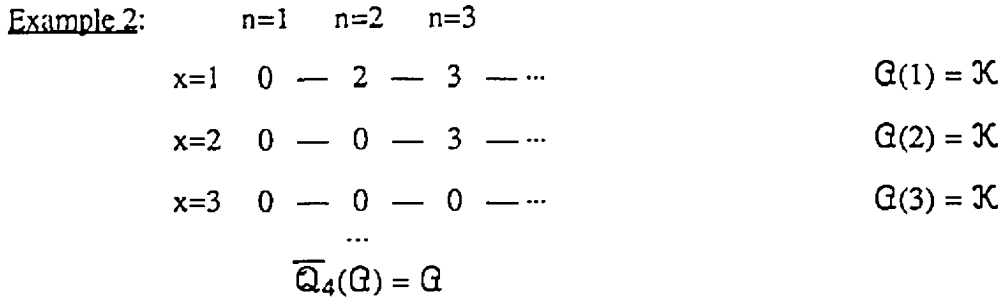 Example 2: n=1 n=2 n=3
x=1 0 — 2 — 3 — ... 𝒢(1) = 𝒦
x=2 0 — 0 — 3 — ... 𝒢(2) = 𝒦
x=3 0 — 0 — 0 — ... 𝒢(3) = 𝒦
...
𝒬̅₄(𝒢) = 𝒢